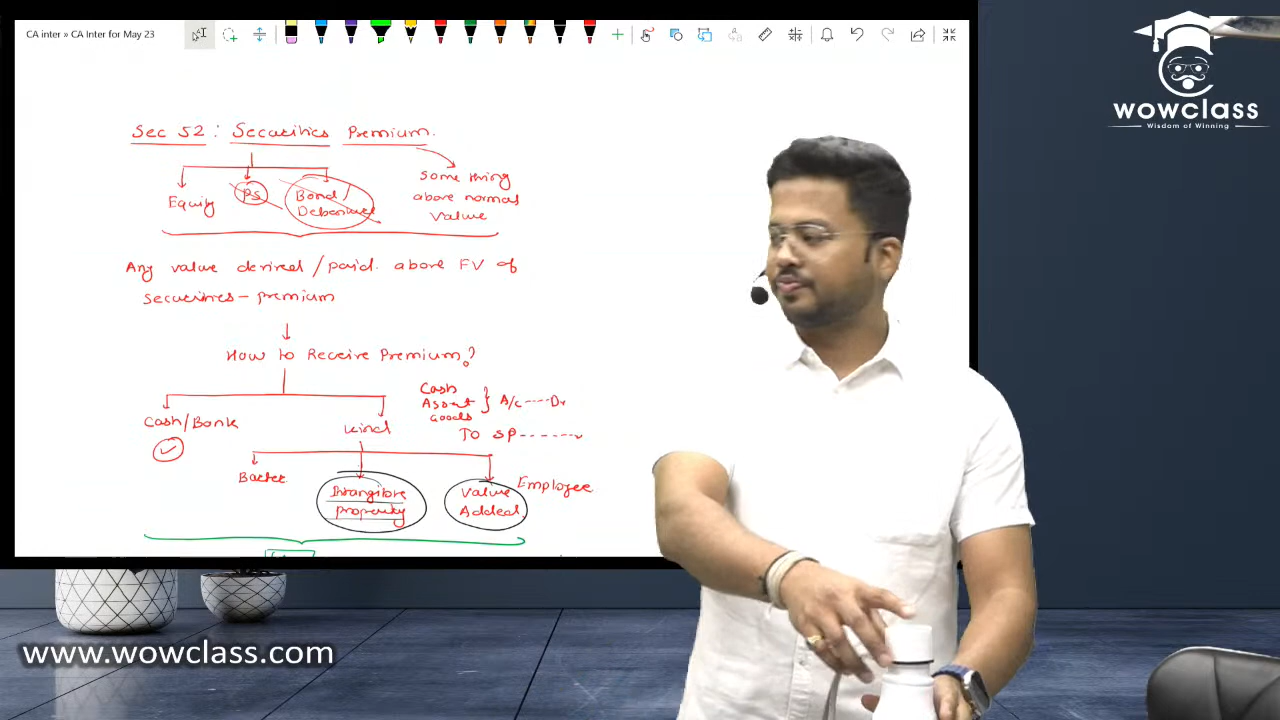 CA inter » CA Inter for May 23
wowclass
Wisdom of Winning
Sec 52 : Securities Premium.
Equity PS Bond /
Debenture
Something
above normal
Value
Any value derived / paid above FV of
Securities - premium
How to Receive Premium?
Cash/Bank
Kind
Cash
Asset
Goods
A/c ---- Dr
To SP-------
Barter
Intangible
Property
Value
Added
Employee
www.wowclass.com